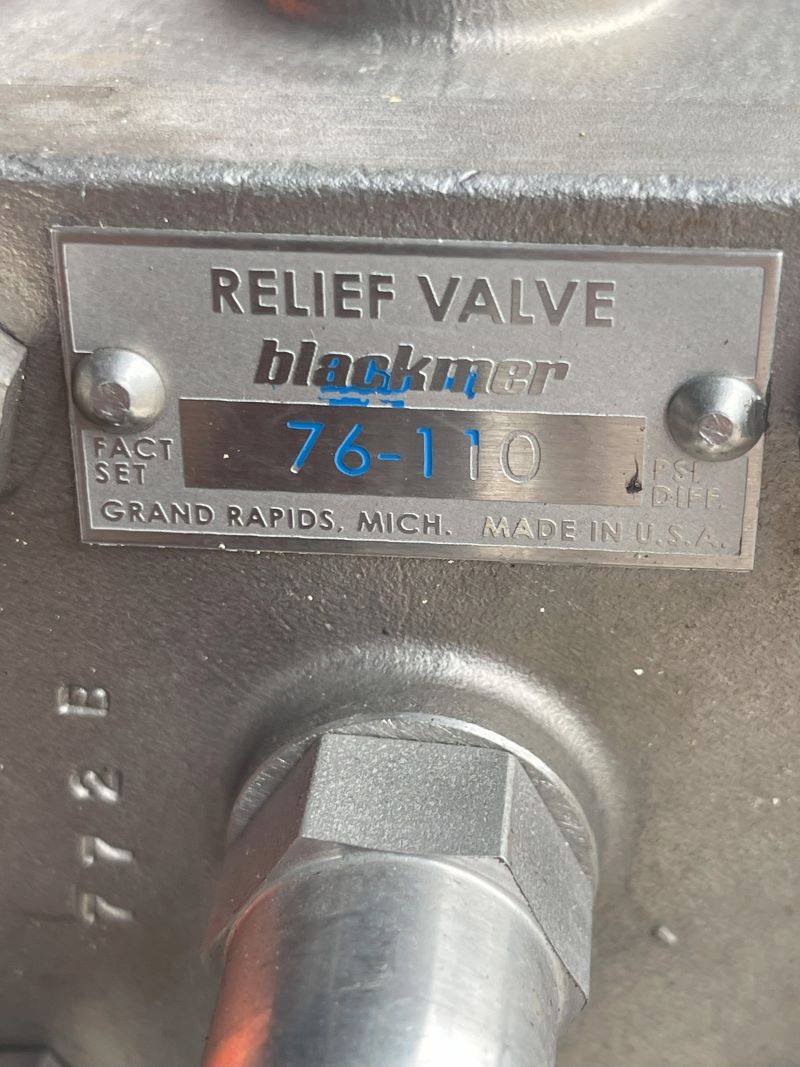 RELIEF VALVE
blackmer
FACT SET 76-110 PSI. DIFF.
GRAND RAPIDS, MICH. MADE IN U.S.A.
772 B